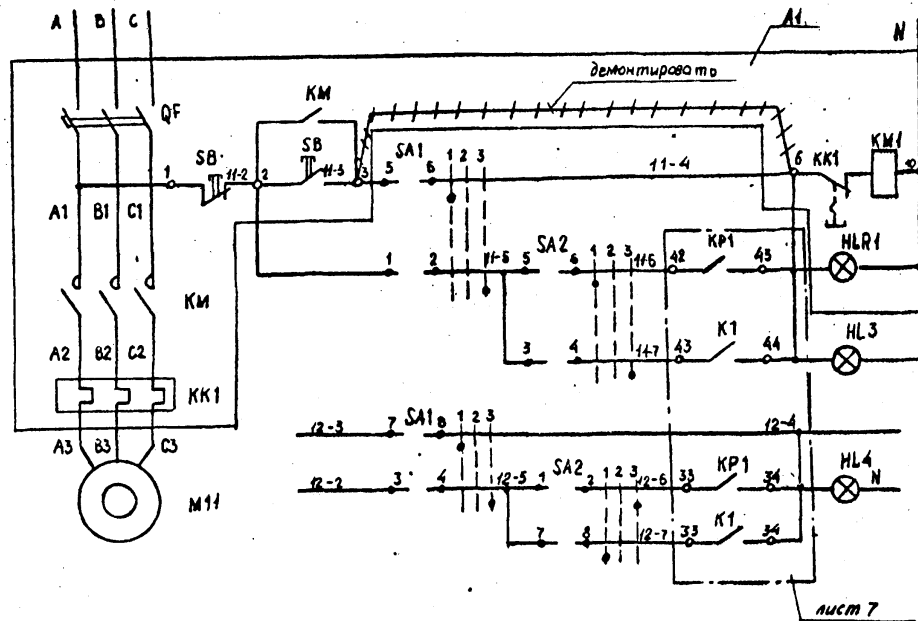 A B C A1. N
демонтировать
KM
QF
SB SB SA1 1 2 3 11-4 6 KK1 KM1
1 11-2 2 11-3 3 5 6 10
A1 B1 C1
SA2 HLR1
1 2 11-5 5 6 1 2 3 11-6 42 KP1 45
KM
K1 HL3
3 4 11-7 43 44
A2 B2 C2
KK1
A3 B3 C3
SA1
12-3 7 8 1 2 3 12-4
SA2 KP1 HL4
12-2 3 4 12-5 1 2 1 2 3 12-6 33 34 N
M11
K1
7 8 12-7 33 34
лист 7